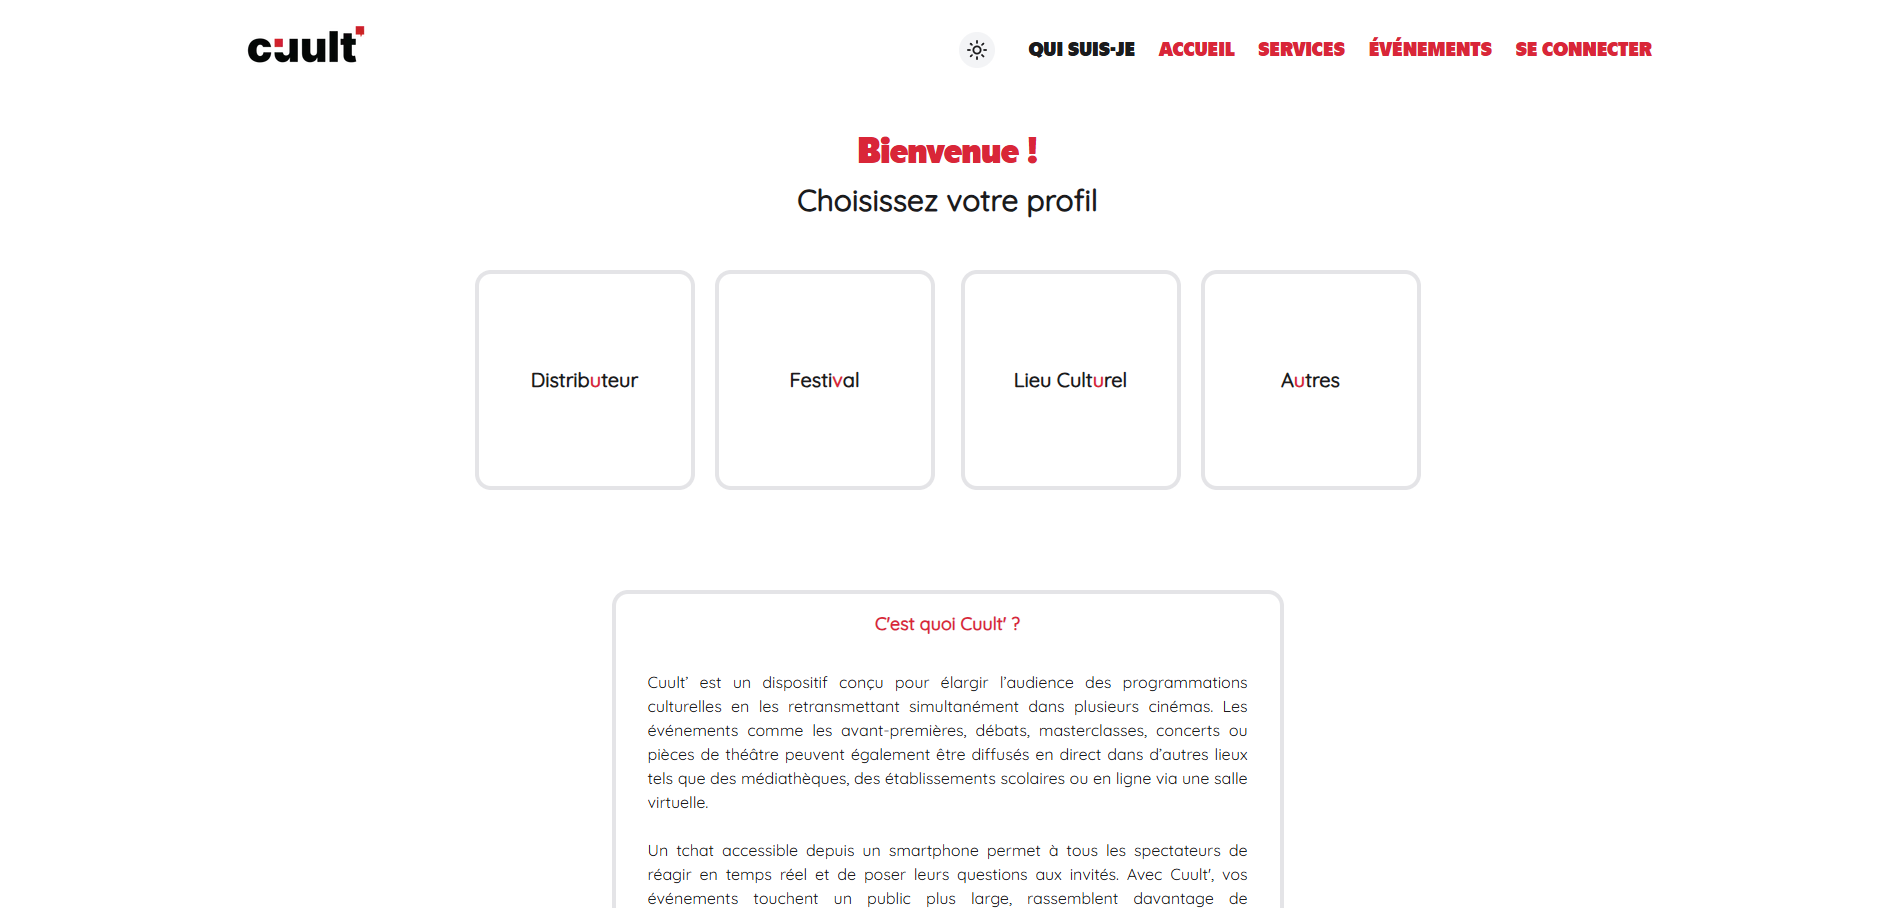 cuult'
QUI SUIS-JE ACCUEIL SERVICES ÉVÉNEMENTS SE CONNECTER
Bienvenue !
Choisissez votre profil
Distributeur
Festival
Lieu Culturel
Autres
C'est quoi Cuult' ?
Cuult’ est un dispositif conçu pour élargir l’audience des programmations
culturelles en les retransmettant simultanément dans plusieurs cinémas. Les
événements comme les avant-premières, débats, masterclasses, concerts ou
pièces de théâtre peuvent également être diffusés en direct dans d’autres lieux
tels que des médiathèques, des établissements scolaires ou en ligne via une salle
virtuelle.
Un tchat accessible depuis un smartphone permet à tous les spectateurs de
réagir en temps réel et de poser leurs questions aux invités. Avec Cuult', vos
événements touchent un public plus large, rassemblent davantage de